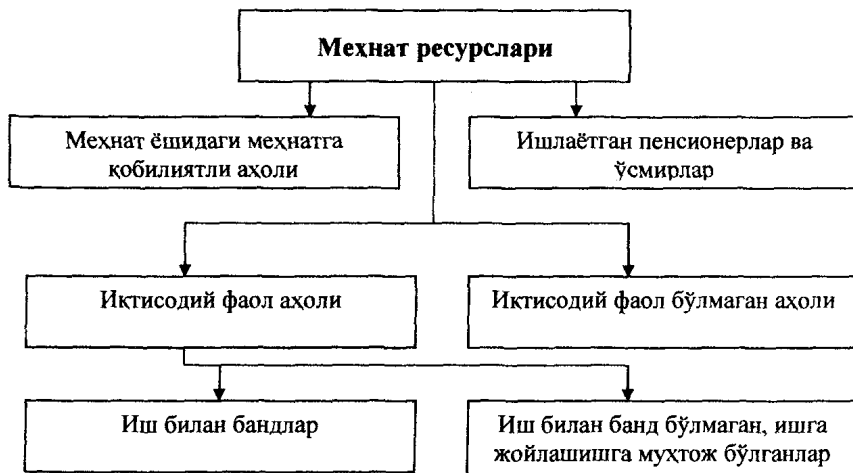 Меҳнат ресурслари
Меҳнат ёшидаги меҳнатга
қобилиятли аҳоли
Ишлаётган пенсионерлар ва
ўсмирлар
Иқтисодий фаол аҳоли
Иқтисодий фаол бўлмаган аҳоли
Иш билан бандлар
Иш билан банд бўлмаган, ишга
жойлашишга муҳтож бўлганлар